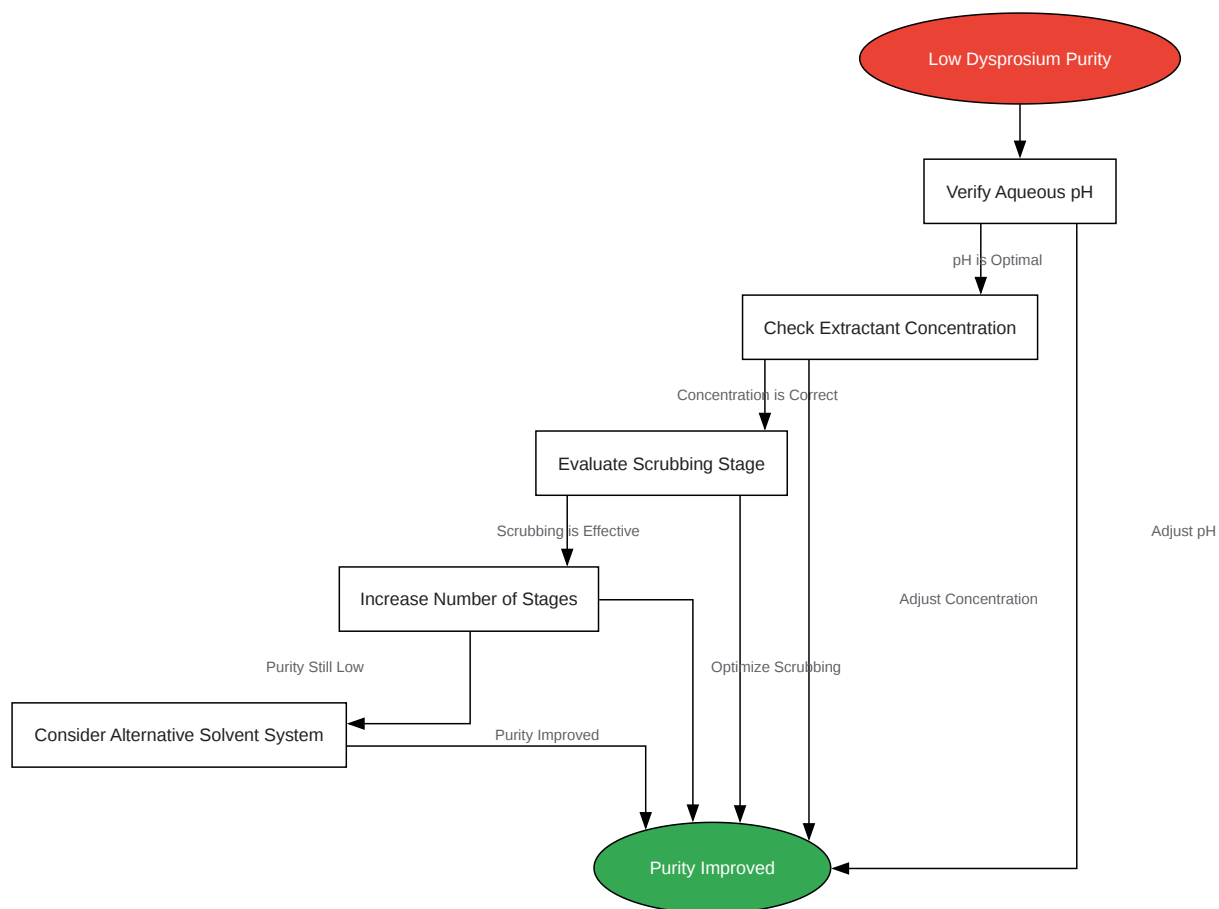 Low Dysprosium Purity
Verify Aqueous pH
pH is Optimal
Check Extractant Concentration
Concentration is Correct
Evaluate Scrubbing Stage
Scrubbing is Effective
Adjust pH
Increase Number of Stages
Adjust Concentration
Purity Still Low
Optimize Scrubbing
Consider Alternative Solvent System
Purity Improved
Purity Improved